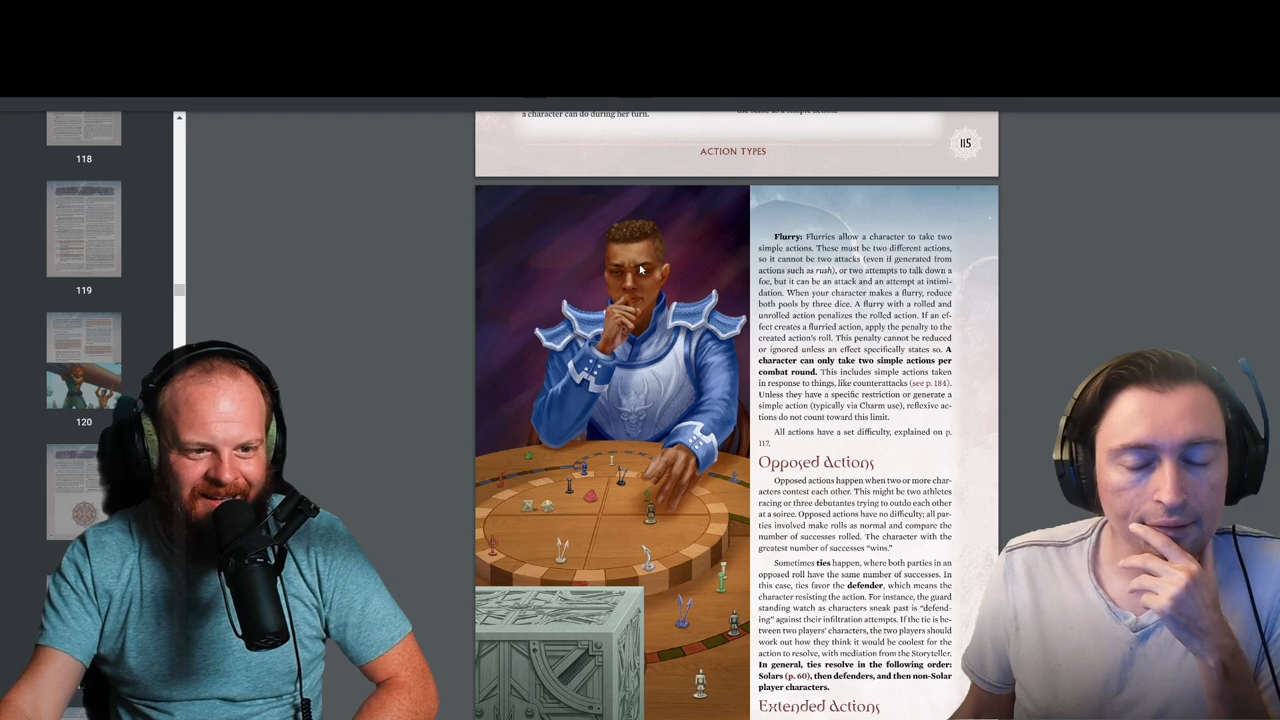 118
119
120
a character can do during her turn.
the same as a simple action.
ACTION TYPES
115
Flurry: Flurries allow a character to take two
simple actions. These must be two different actions,
so it cannot be two attacks (even if generated from
actions such as rush), or two attempts to talk down a
foe, but it can be an attack and an attempt at intimi-
dation. When your character makes a flurry, reduce
both pools by three dice. A flurry with a rolled and
unrolled action penalizes the rolled action. If an ef-
fect creates a flurried action, apply the penalty to the
created action's roll. This penalty cannot be reduced
or ignored unless an effect specifically states so. A
character can only take two simple actions per
combat round. This includes simple actions taken
in response to things, like counterattacks (see p. 184).
Unless they have a specific restriction or generate a
simple action (typically via Charm use), reflexive ac-
tions do not count toward this limit.
All actions have a set difficulty, explained on p.
117.
Opposed Actions
Opposed actions happen when two or more char-
acters contest each other. This might be two athletes
racing or three debutantes trying to outdo each other
at a soiree. Opposed actions have no difficulty; all par-
ties involved make rolls as normal and compare the
number of successes rolled. The character with the
greatest number of successes “wins.”
Sometimes ties happen, where both parties in an
opposed roll have the same number of successes. In
this case, ties favor the defender, which means the
character resisting the action. For instance, the guard
standing watch as characters sneak past is “defend-
ing” against their infiltration attempts. If the tie is be-
tween two players' characters, the two players should
work out how they think it would be coolest for the
action to resolve, with mediation from the Storyteller.
In general, ties resolve in the following order:
Solars (p. 60), then defenders, and then non-Solar
player characters.
Extended Actions